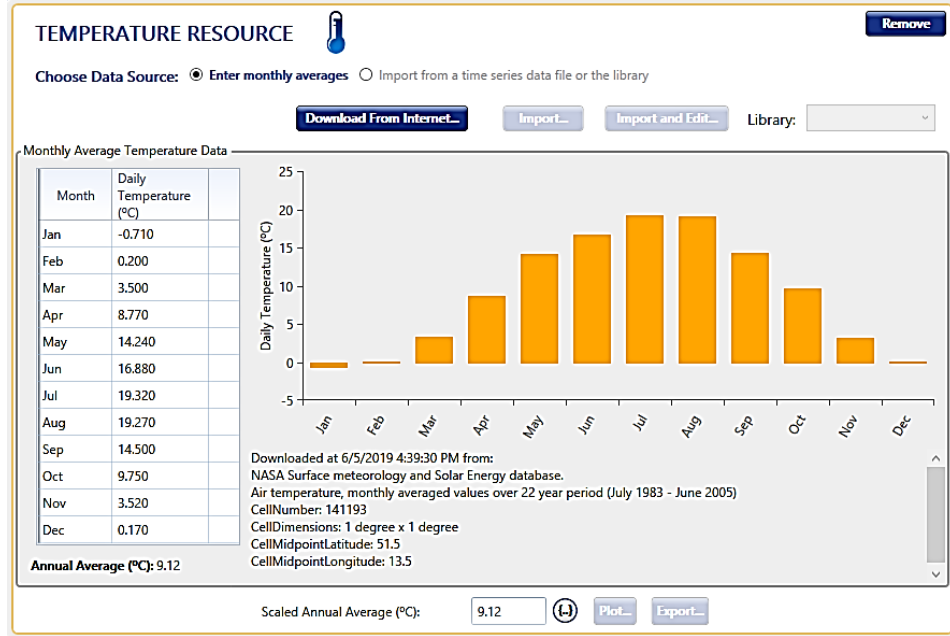 TEMPERATURE RESOURCE
Remove
Choose Data Source: Enter monthly averages Import from a time series data file or the library
Download From Internet... Import... Import and Edit... Library:
Monthly Average Temperature Data
Month Daily Temperature (ºC)
Jan -0.710
Feb 0.200
Mar 3.500
Apr 8.770
May 14.240
Jun 16.880
Jul 19.320
Aug 19.270
Sep 14.500
Oct 9.750
Nov 3.520
Dec 0.170
Annual Average (ºC): 9.12
Daily Temperature (ºC)
25
20
15
10
5
0
-5
Jan Feb Mar Apr May Jun Jul Aug Sep Oct Nov Dec
Downloaded at 6/5/2019 4:39:30 PM from:
NASA Surface meteorology and Solar Energy database.
Air temperature, monthly averaged values over 22 year period (July 1983 - June 2005)
CellNumber: 141193
CellDimensions: 1 degree x 1 degree
CellMidpointLatitude: 51.5
CellMidpointLongitude: 13.5
Scaled Annual Average (ºC): 9.12 {..} Plot... Export...